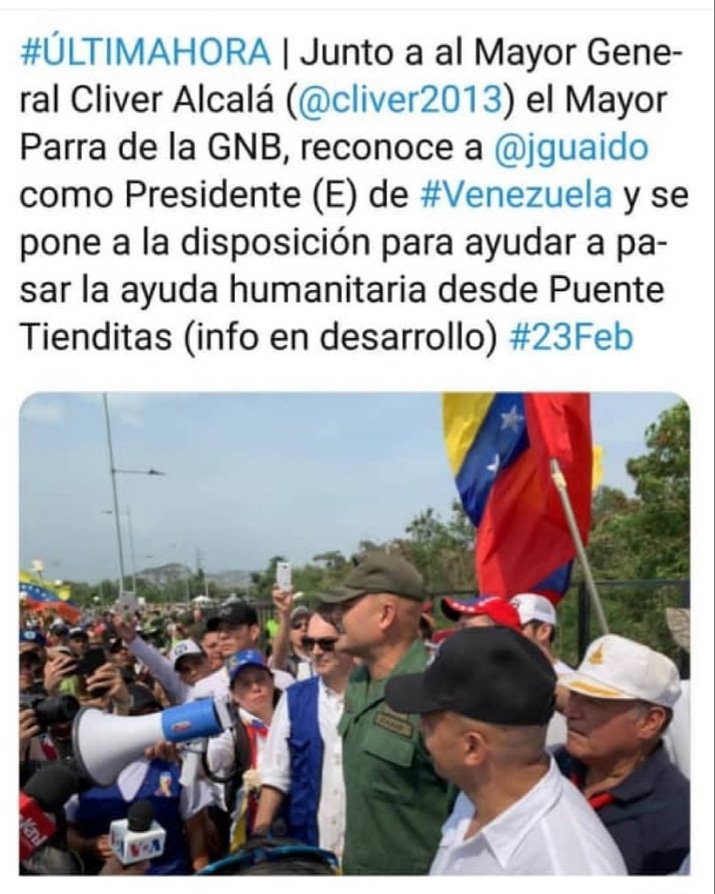 #ÚLTIMAHORA | Junto a al Mayor Gene-
ral Cliver Alcalá (@cliver2013) el Mayor
Parra de la GNB, reconoce a @jguaido
como Presidente (E) de #Venezuela y se
pone a la disposición para ayudar a pa-
sar la ayuda humanitaria desde Puente
Tienditas (info en desarrollo) #23Feb
VOA